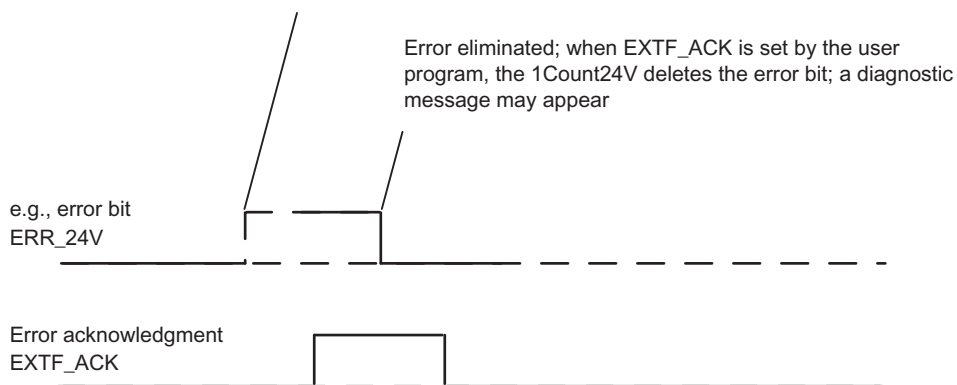 Error eliminated; when EXTF_ACK is set by the user
program, the 1Count24V deletes the error bit; a diagnostic
message may appear
e.g., error bit
ERR_24V
Error acknowledgment
EXTF_ACK